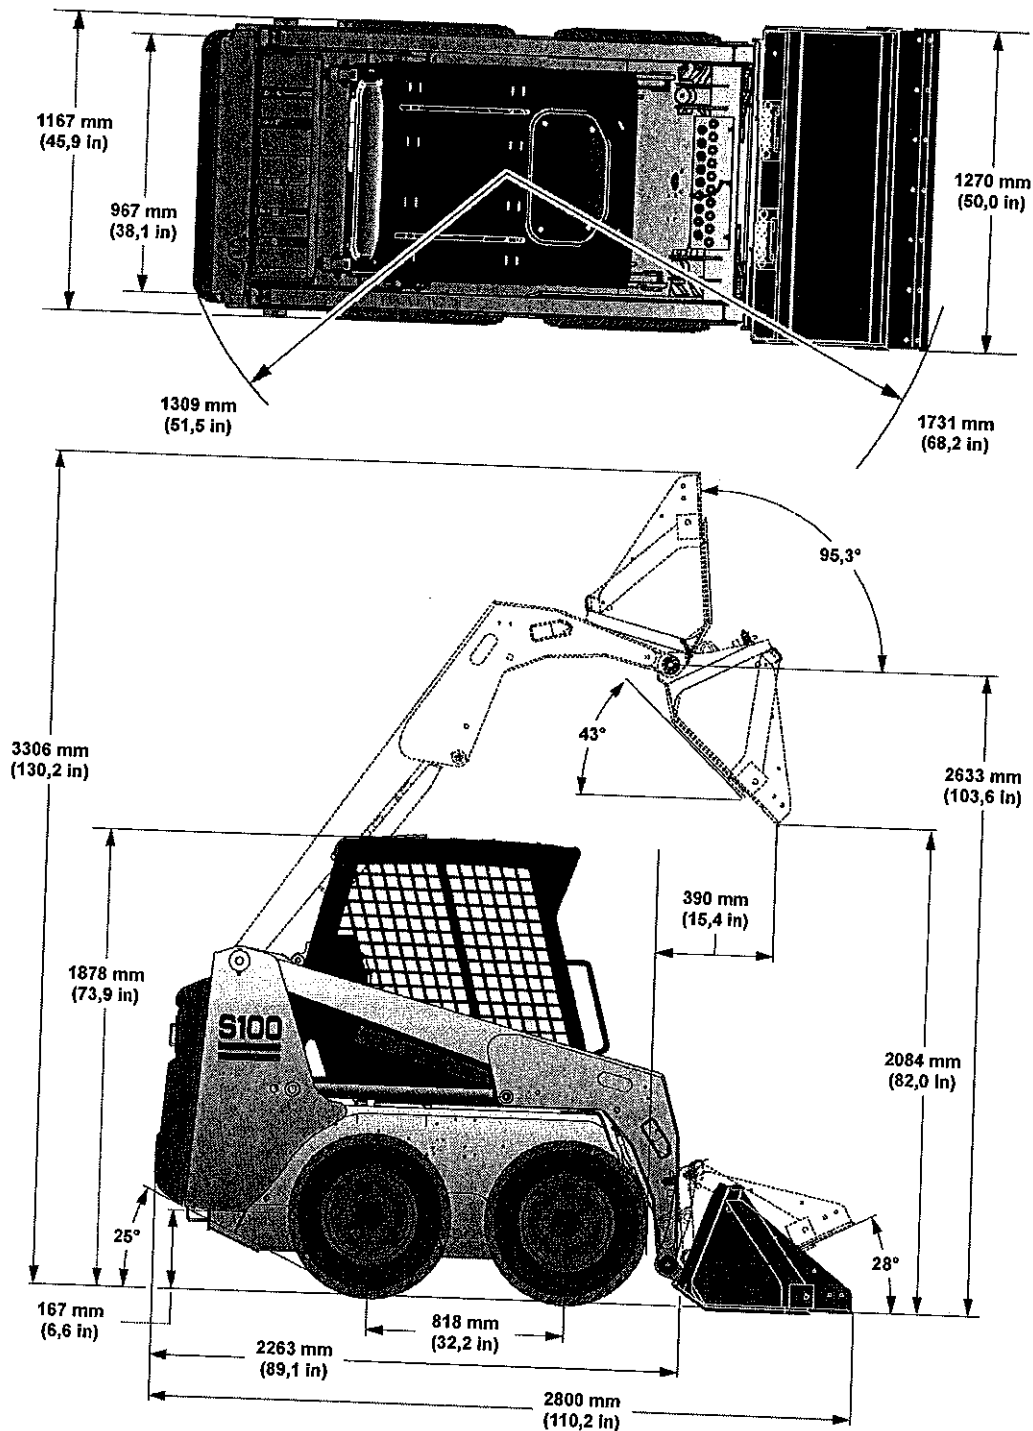 1167 mm
(45,9 in)
967 mm
(38,1 in)
1270 mm
(50,0 in)
1309 mm
(51,5 in)
1731 mm
(68,2 in)
95,3°
43°
3306 mm
(130,2 in)
2633 mm
(103,6 in)
390 mm
(15,4 in)
1878 mm
(73,9 in)
S100
2084 mm
(82,0 in)
25°
28°
167 mm
(6,6 in)
818 mm
(32,2 in)
2263 mm
(89,1 in)
2800 mm
(110,2 in)